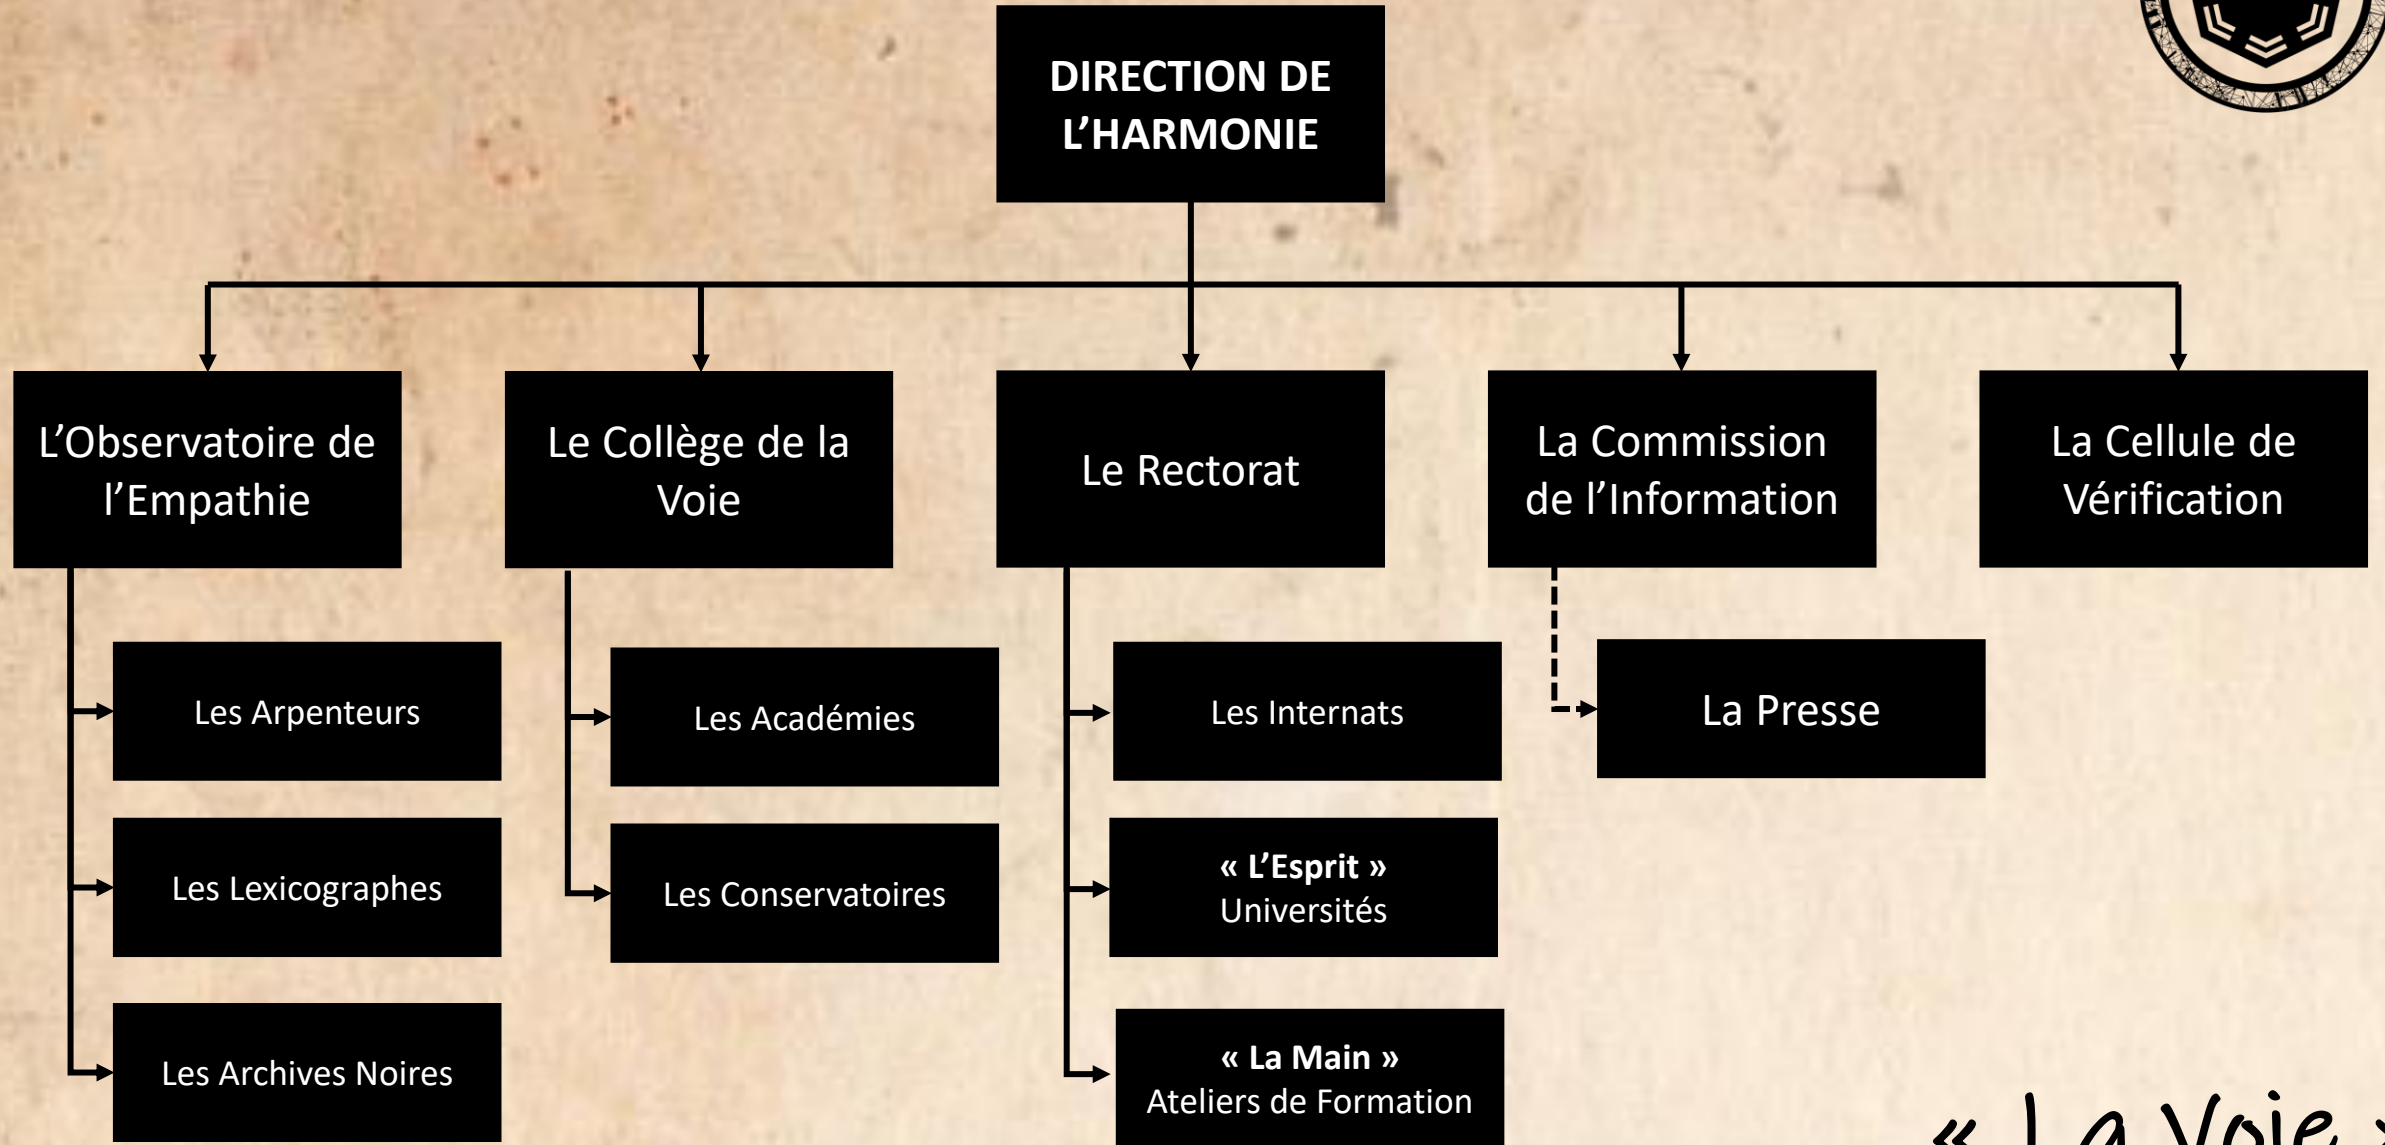 DIRECTION DE
L’HARMONIE
L’Observatoire de
l’Empathie
Le Collège de la
Voie
Le Rectorat
La Commission
de l’Information
La Cellule de
Vérification
Les Arpenteurs
Les Lexicographes
Les Archives Noires
Les Académies
Les Conservatoires
Les Internats
« L’Esprit »
Universités
« La Main »
Ateliers de Formation
La Presse
« La Voie »